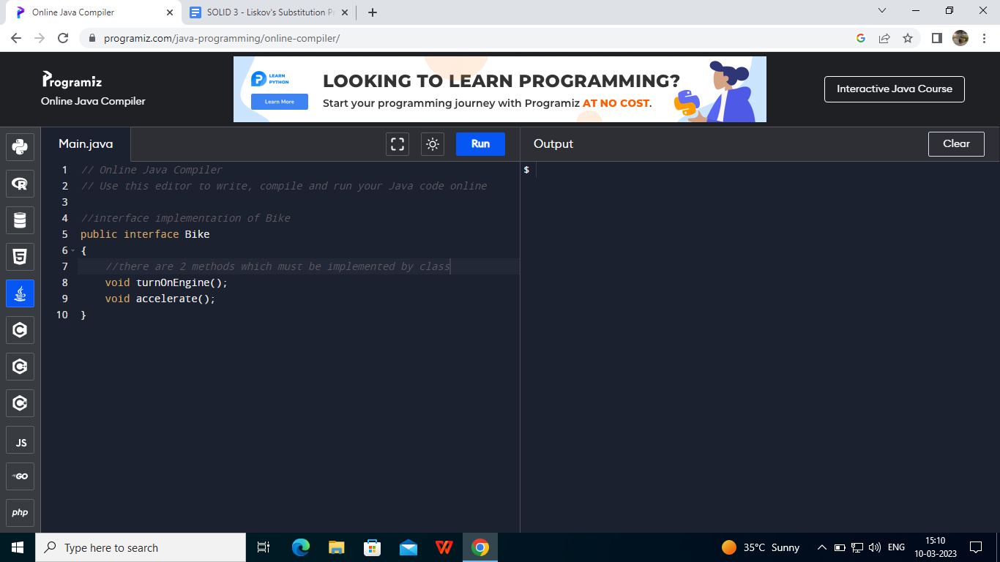 Online Java Compiler
SOLID 3 - Liskov's Substitution Pr
programiz.com/java-programming/online-compiler/
Programiz
Online Java Compiler
LEARN
PYTHON
Learn More
LOOKING TO LEARN PROGRAMMING?
Start your programming journey with Programiz AT NO COST.
Interactive Java Course
Main.java
Run
Output
Clear
1 // Online Java Compiler
2 // Use this editor to write, compile and run your Java code online
3
4 //interface implementation of Bike
5 public interface Bike
6 {
7 //there are 2 methods which must be implemented by class
8 void turnOnEngine();
9 void accelerate();
10 }
$
JS
GO
php
Type here to search
35°C Sunny
ENG
15:10
10-03-2023